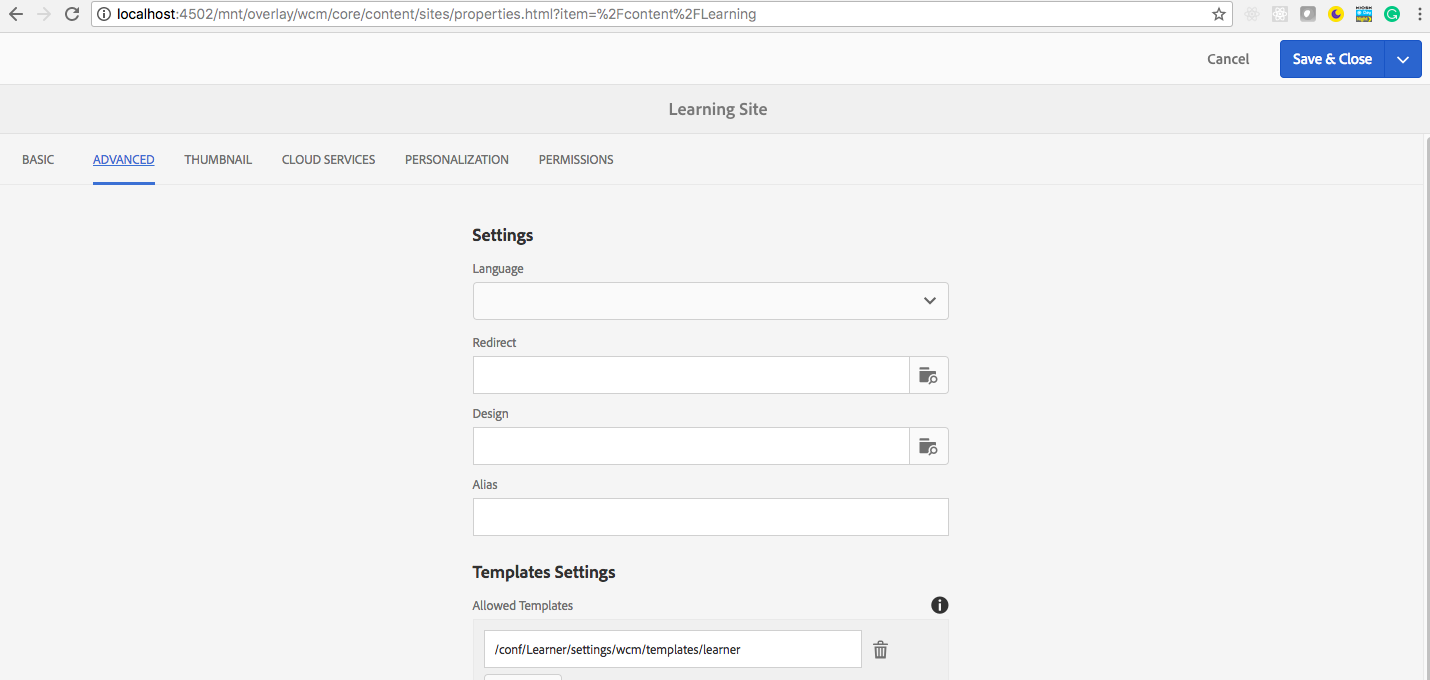 localhost:4502/mnt/overlay/wcm/core/content/sites/properties.html?item=%2Fcontent%2FLearning
Cancel Save & Close
Learning Site
BASIC ADVANCED THUMBNAIL CLOUD SERVICES PERSONALIZATION PERMISSIONS
Settings
Language
Redirect
Design
Alias
Templates Settings
Allowed Templates
/conf/Learner/settings/wcm/templates/learner